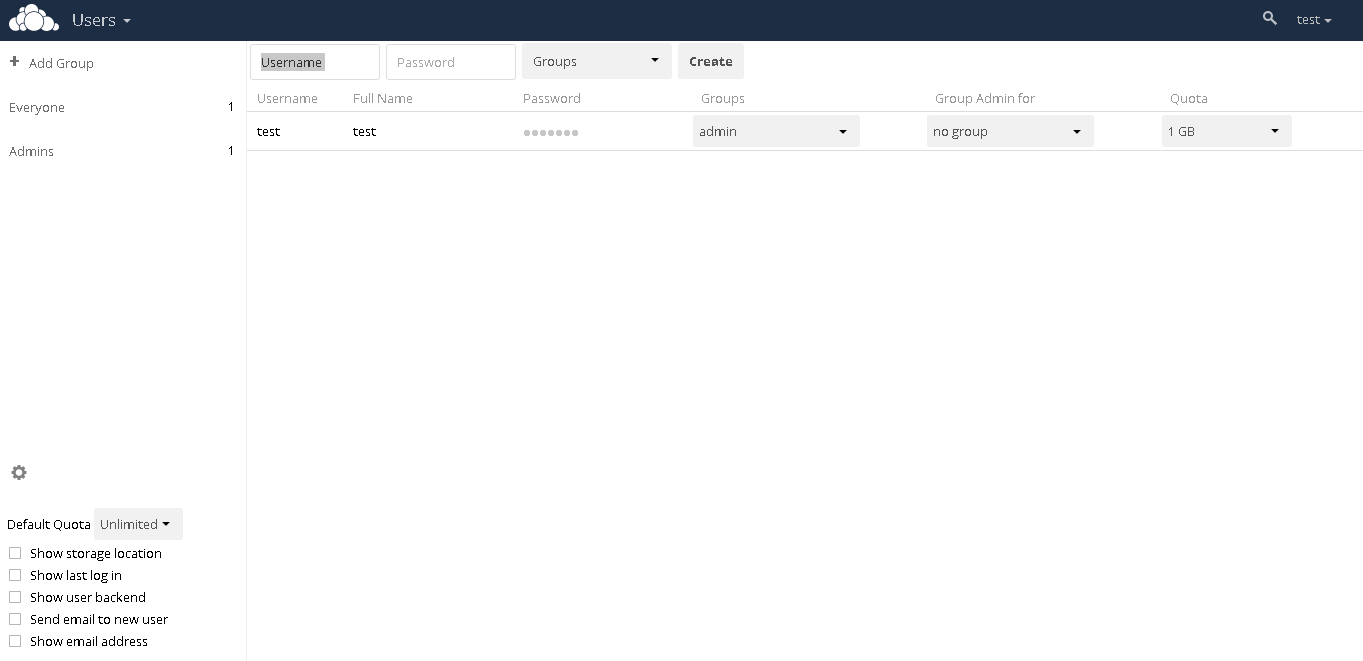 Users test
Add Group
Everyone 1
Admins 1
Username Password Groups Create
Username Full Name Password Groups Group Admin for Quota
test test admin no group 1 GB
Default Quota Unlimited
Show storage location
Show last log in
Show user backend
Send email to new user
Show email address